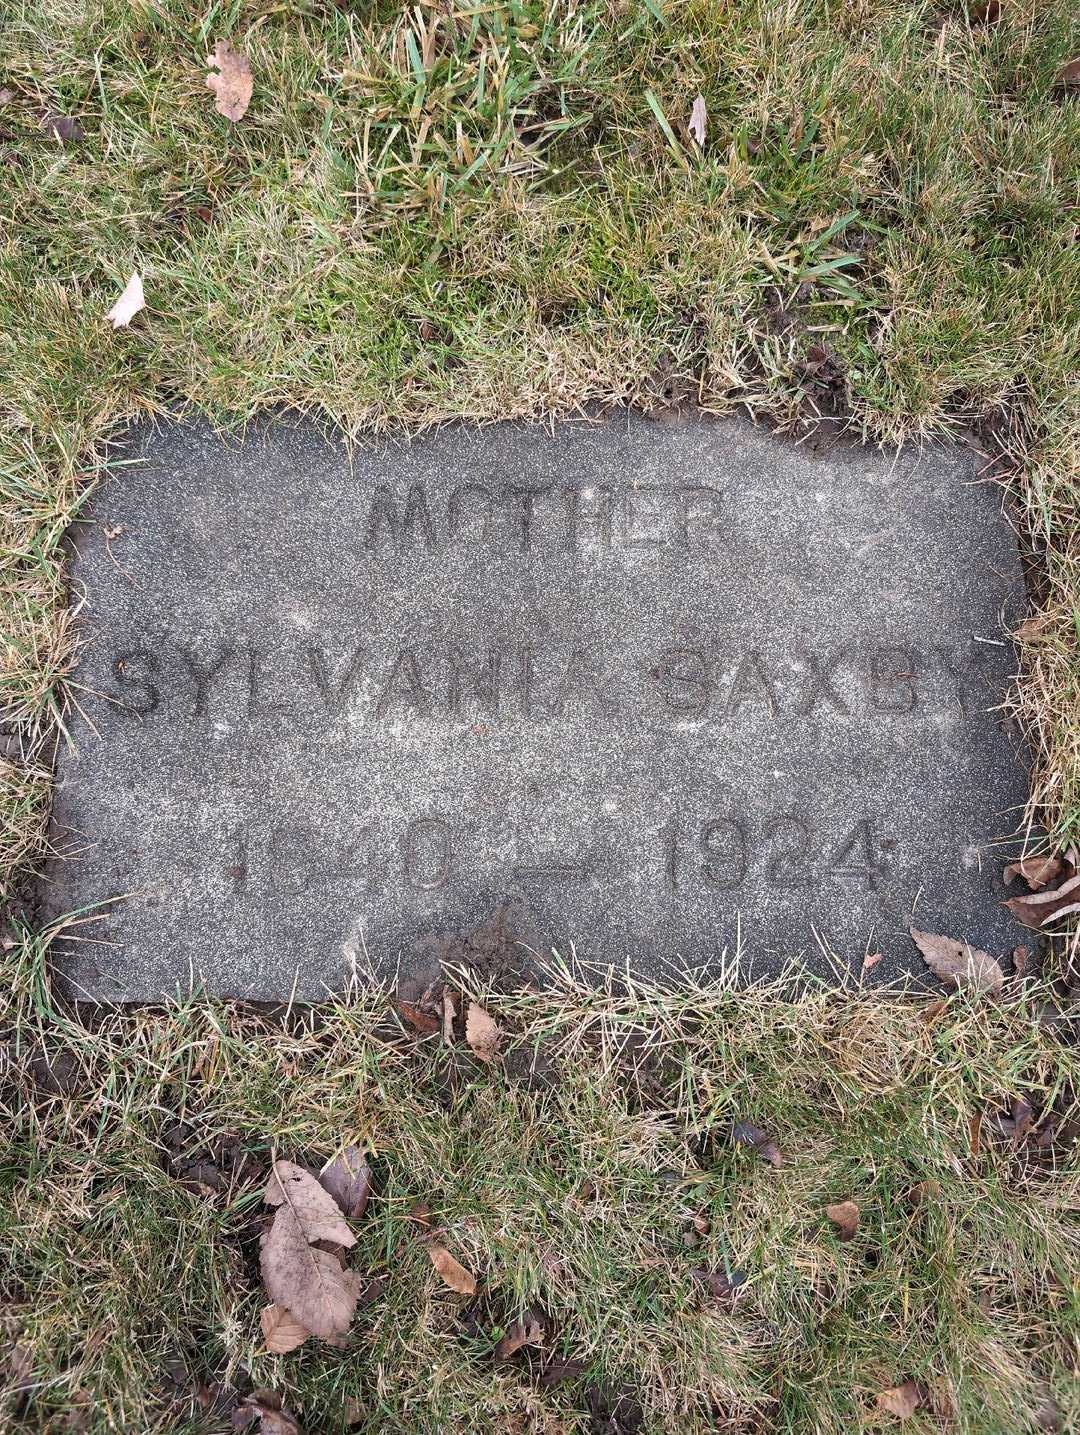 MOTHER
SYLVANIA SAXBY
1924